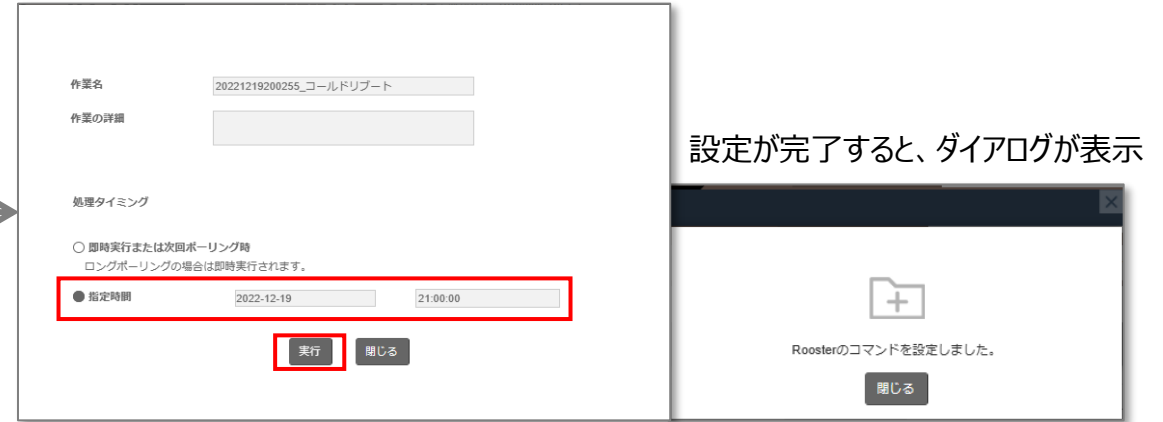 作業名
20221219200255_コールドリブート
作業の詳細
処理タイミング
即時実行または次回ポーリング時
ロングポーリングの場合は即時実行されます。
指定時間
2022-12-19
21:00:00
実行
閉じる
設定が完了すると、ダイアログが表示
Roosterのコマンドを設定しました。
閉じる